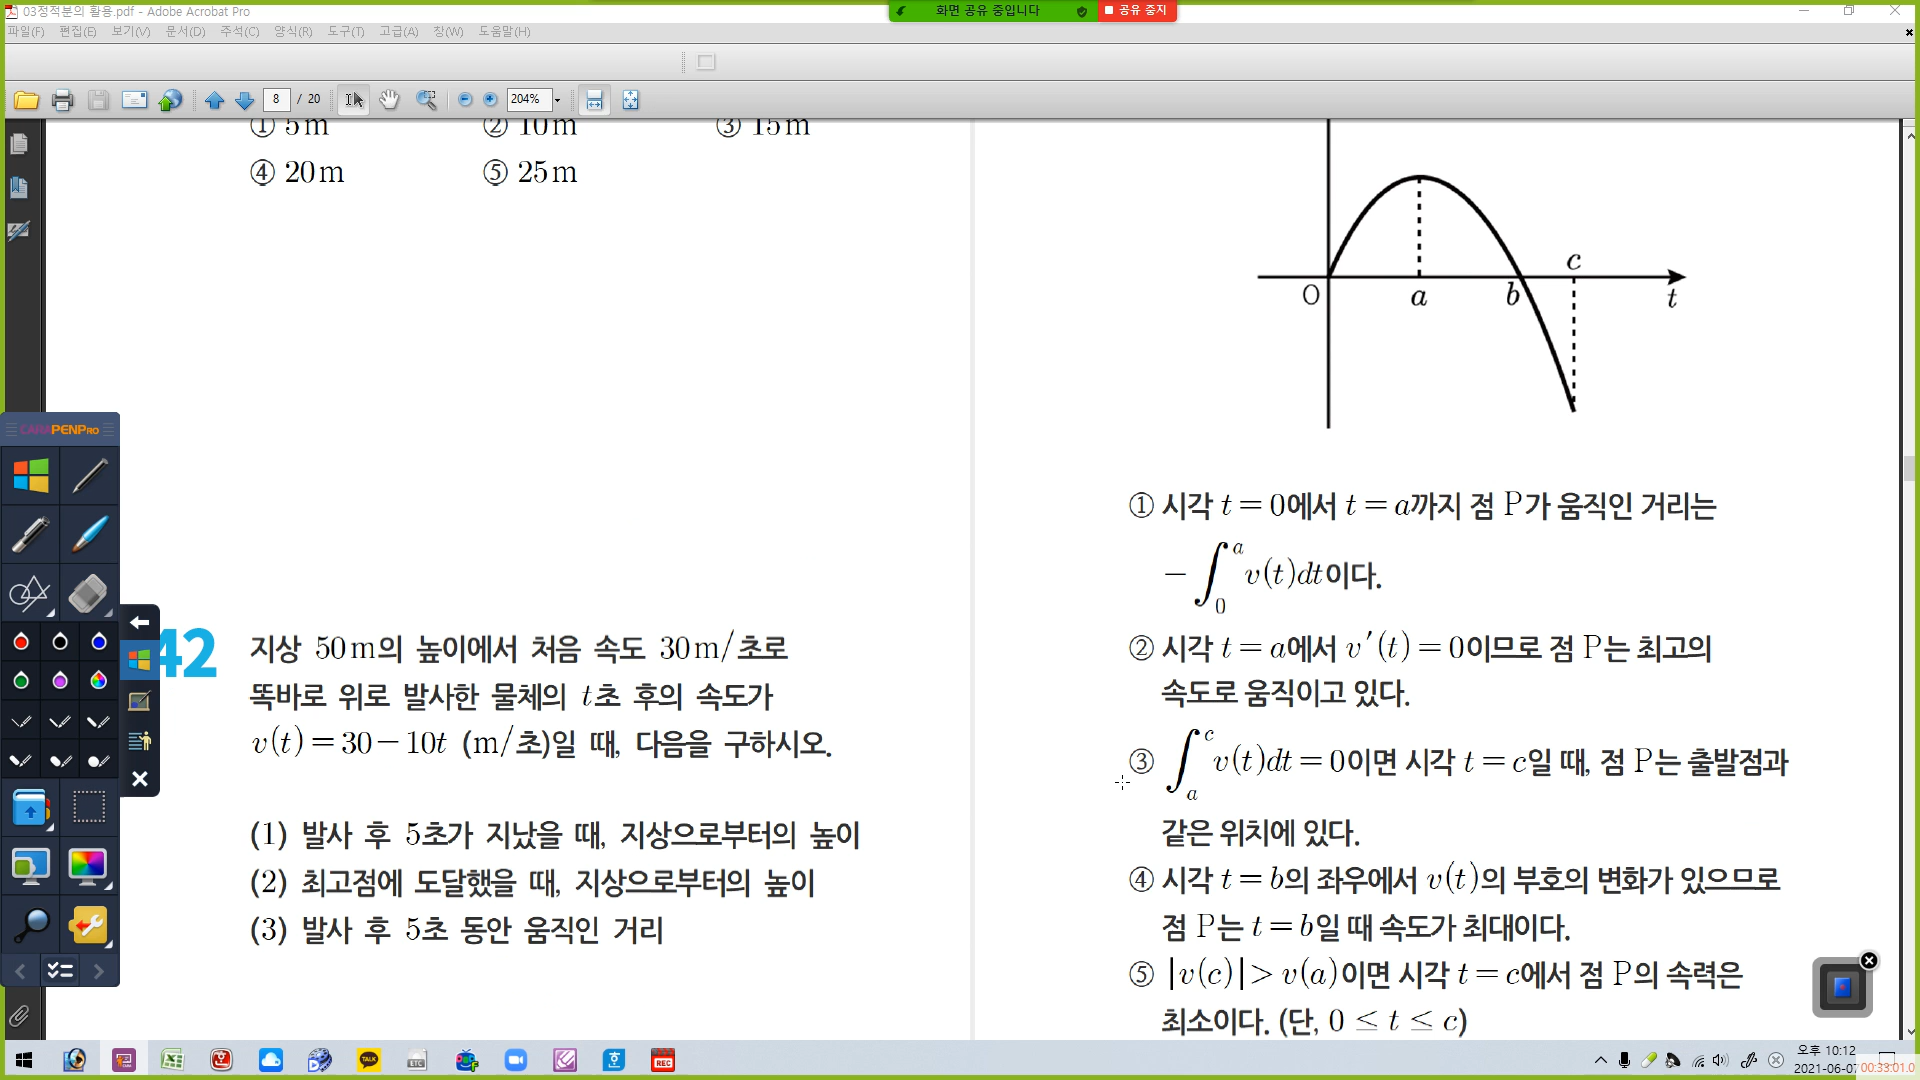 03정적분의 활용.pdf - Adobe Acrobat Pro
화면 공유 중입니다
공유 중지
파일(F) 편집(E) 보기(V) 문서(D) 주석(C) 양식(R) 도구(T) 고급(A) 창(W) 도움말(H)
8 / 20
204%
① 5m ② 10m ③ 15m
④ 20m ⑤ 25m
CARAPENPRO
42
지상 50m의 높이에서 처음 속도 30m/초로
똑바로 위로 발사한 물체의 t초 후의 속도가
v(t)=30-10t (m/초)일 때, 다음을 구하시오.
(1) 발사 후 5초가 지났을 때, 지상으로부터의 높이
(2) 최고점에 도달했을 때, 지상으로부터의 높이
(3) 발사 후 5초 동안 움직인 거리
c
O a b t
① 시각 t=0에서 t=a까지 점 P가 움직인 거리는
-∫₀ᵃ v(t)dt이다.
② 시각 t=a에서 v′(t)=0이므로 점 P는 최고의
속도로 움직이고 있다.
③ ∫ₐᶜ v(t)dt=0이면 시각 t=c일 때, 점 P는 출발점과
같은 위치에 있다.
④ 시각 t=b의 좌우에서 v(t)의 부호의 변화가 있으므로
점 P는 t=b일 때 속도가 최대이다.
⑤ |v(c)|>v(a)이면 시각 t=c에서 점 P의 속력은
최소이다. (단, 0≤t≤c)
TALK
ETC
REC
오후 10:12
2021-06-07
00:33:01.0